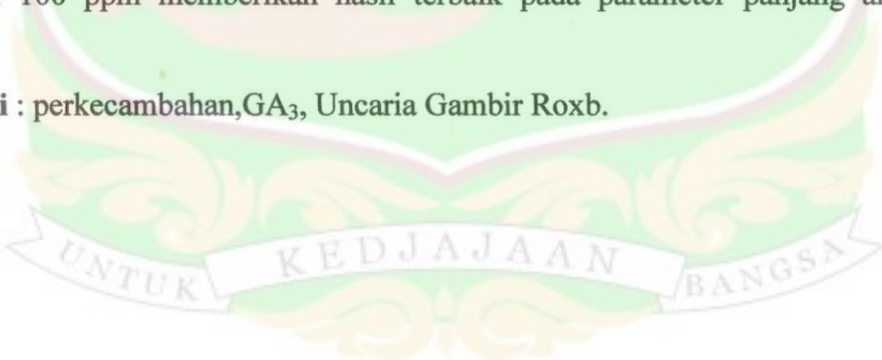 100 ppm memberikan hasil terbaik pada parameter panjang
i : perkecambahan,GA₃, Uncaria Gambir Roxb.
UNTUK KEDJAJAAN BANGSA